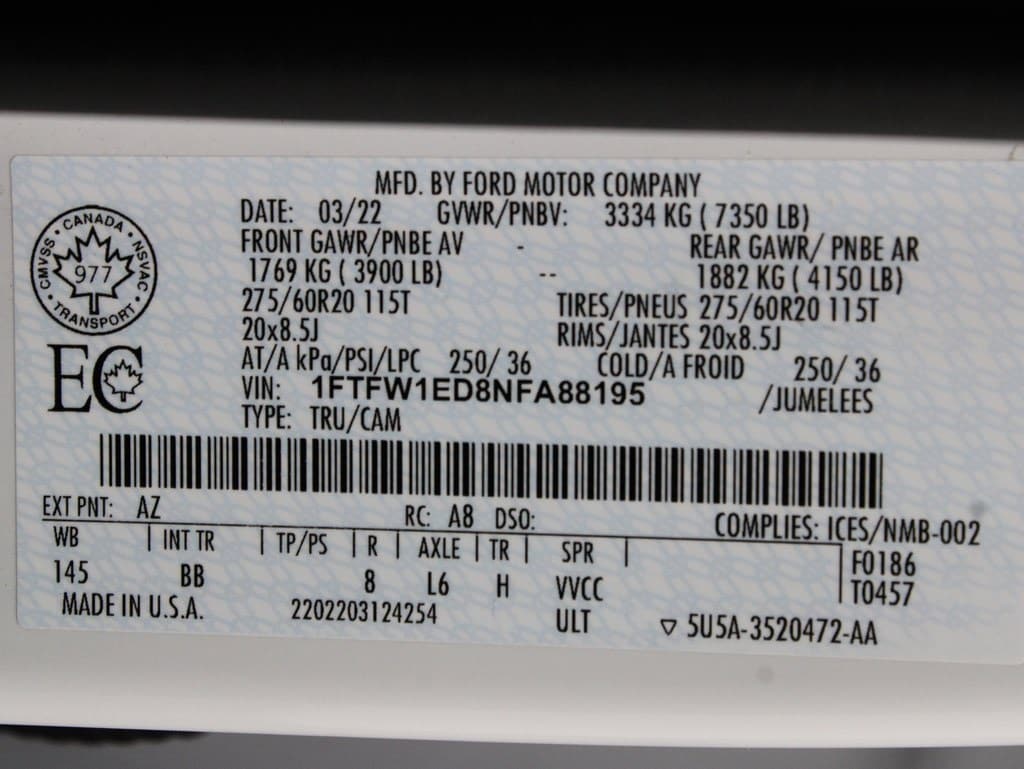 MFD. BY FORD MOTOR COMPANY
DATE: 03/22 GVWR/PNBV: 3334 KG ( 7350 LB)
FRONT GAWR/PNBE AV - REAR GAWR/ PNBE AR
1769 KG ( 3900 LB) -- 1882 KG ( 4150 LB)
275/60R20 115T TIRES/PNEUS 275/60R20 115T
20x8.5J RIMS/JANTES 20x8.5J
AT/A kPa/PSI/LPC 250/ 36 COLD/A FROID 250/ 36
VIN: 1FTFW1ED8NFA88195 /JUMELEES
TYPE: TRU/CAM
CANADA • NSVAC • TRANSPORT • CMVSS •
977
EC
EXT PNT: AZ RC: A8 DSO: COMPLIES: ICES/NMB-002
WB | INT TR | TP/PS | R | AXLE | TR | SPR | F0186
145 BB 8 L6 H VVCC T0457
MADE IN U.S.A. 2202203124254 ULT ▽ 5U5A-3520472-AA